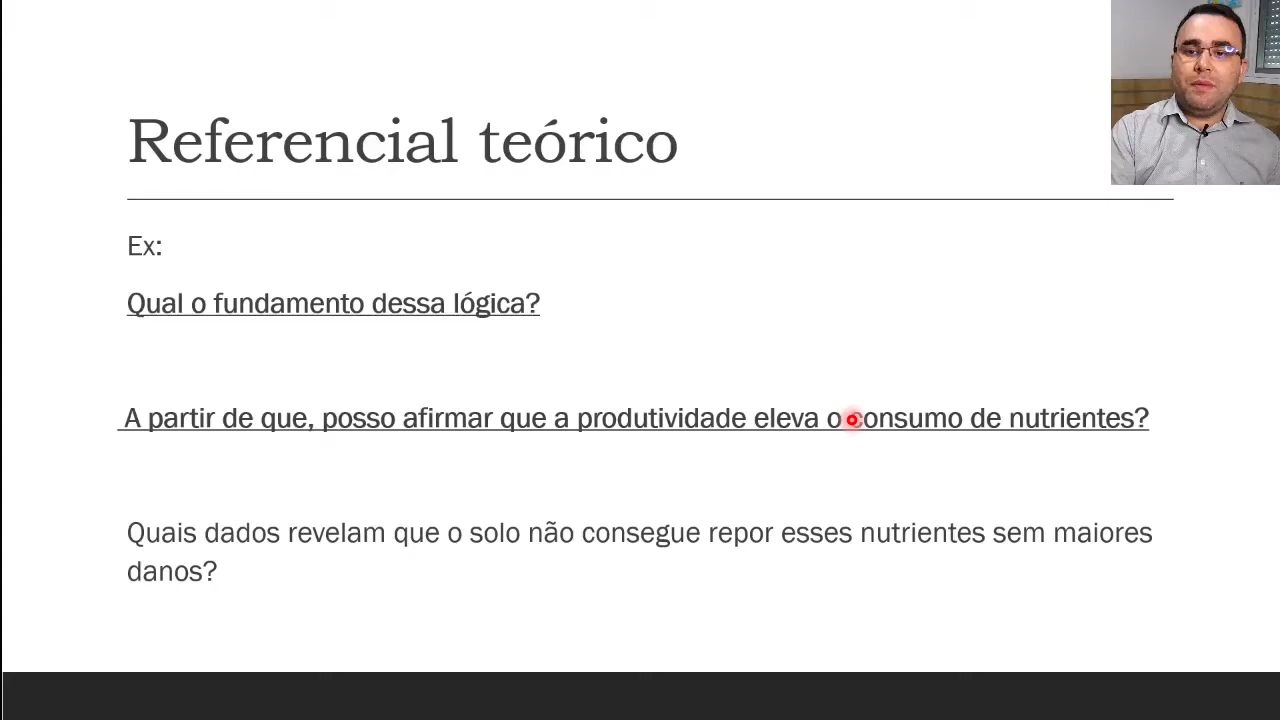 Referencial teórico
Ex:
Qual o fundamento dessa lógica?
A partir de que, posso afirmar que a produtividade eleva o consumo de nutrientes?
Quais dados revelam que o solo não consegue repor esses nutrientes sem maiores
danos?